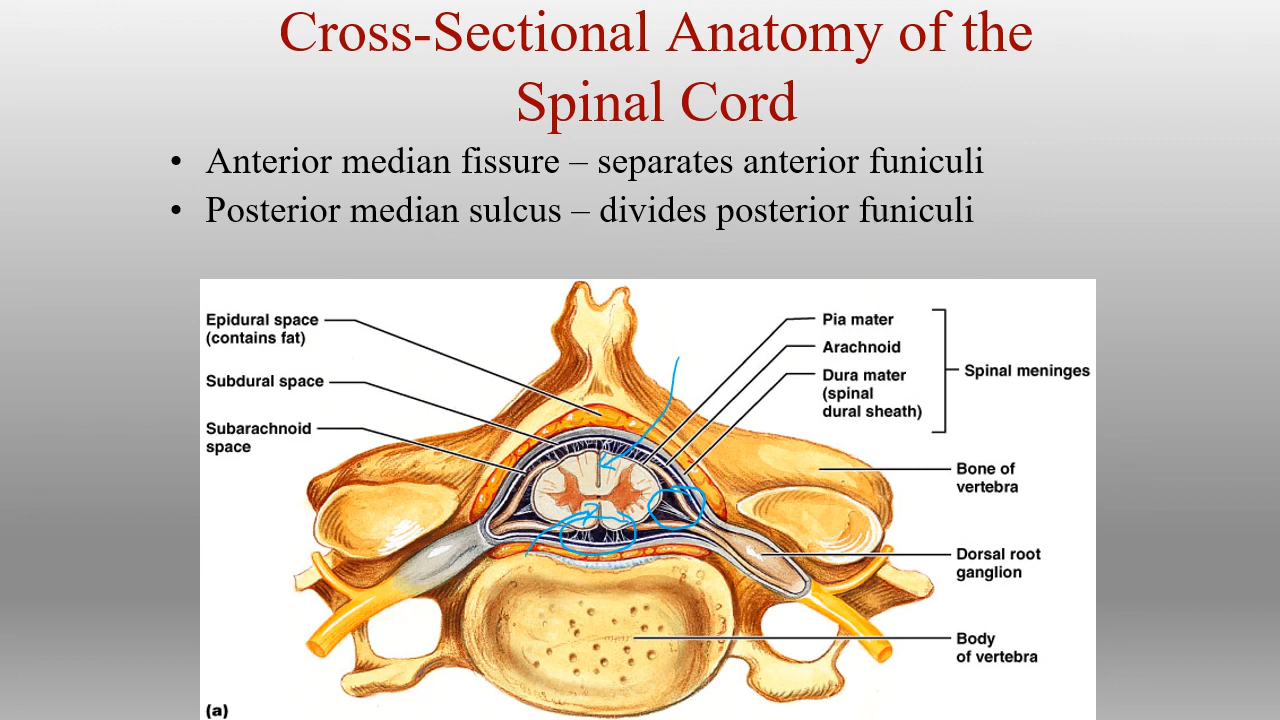 Cross-Sectional Anatomy of the
Spinal Cord
• Anterior median fissure – separates anterior funiculi
• Posterior median sulcus – divides posterior funiculi
Epidural space
(contains fat)
Subdural space
Subarachnoid
space
Pia mater
Arachnoid
Dura mater
(spinal
dural sheath)
Spinal meninges
Bone of
vertebra
Dorsal root
ganglion
Body
of vertebra
(a)